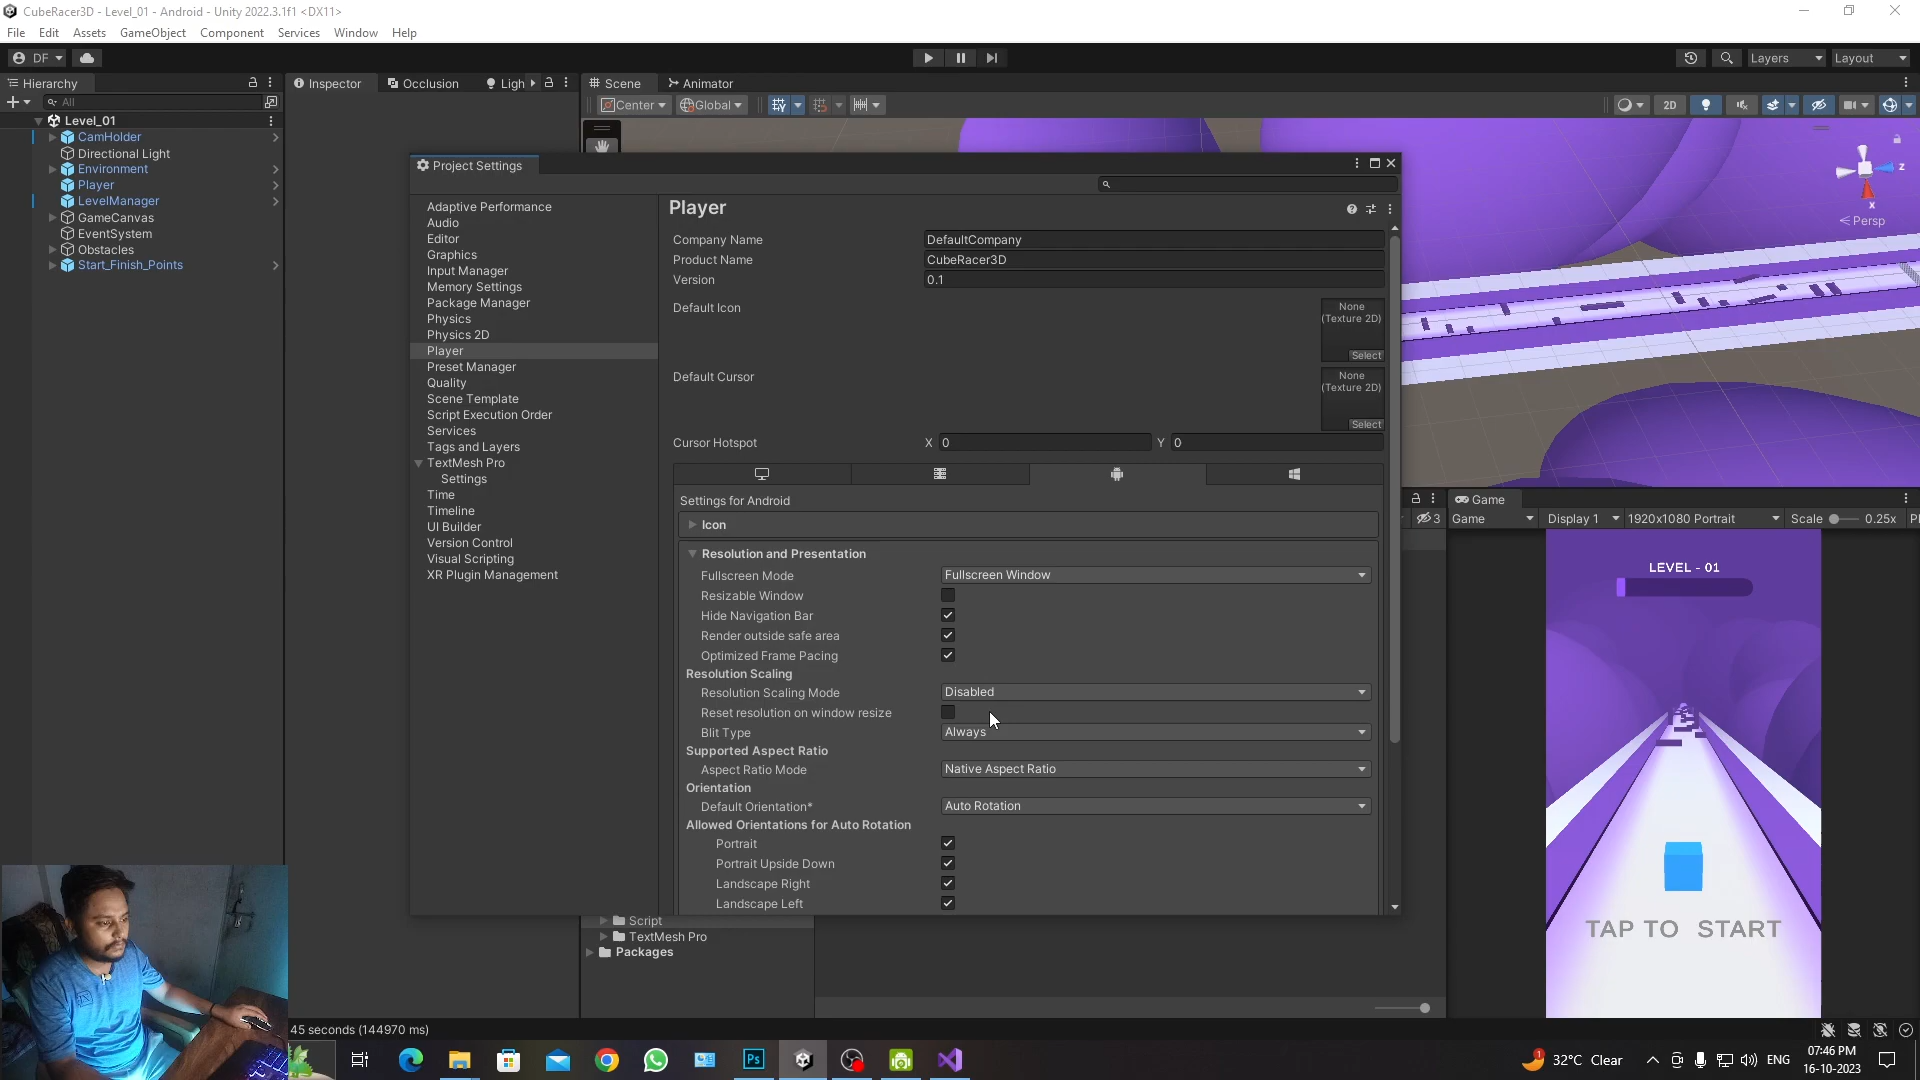 CubeRacer3D - Level_01 - Android - Unity 2022.3.1f1 <DX11>
File Edit Assets GameObject Component Services Window Help
DF
Layers Layout
Hierarchy
All
Level_01
CamHolder
Directional Light
Environment
Player
LevelManager
GameCanvas
EventSystem
Obstacles
Start_Finish_Points
Inspector Occlusion Ligh
Scene Animator
Center Global
2D
z
x
Persp
Project Settings
Adaptive Performance
Audio
Editor
Graphics
Input Manager
Memory Settings
Package Manager
Physics
Physics 2D
Player
Preset Manager
Quality
Scene Template
Script Execution Order
Services
Tags and Layers
TextMesh Pro
Settings
Time
Timeline
UI Builder
Version Control
Visual Scripting
XR Plugin Management
Player
Company Name DefaultCompany
Product Name CubeRacer3D
Version 0.1
Default Icon
None
(Texture 2D)
Select
Default Cursor
None
(Texture 2D)
Select
Cursor Hotspot X 0 Y 0
Settings for Android
Icon
Resolution and Presentation
Fullscreen Mode Fullscreen Window
Resizable Window
Hide Navigation Bar
Render outside safe area
Optimized Frame Pacing
Resolution Scaling
Resolution Scaling Mode Disabled
Reset resolution on window resize
Blit Type Always
Supported Aspect Ratio
Aspect Ratio Mode Native Aspect Ratio
Orientation
Default Orientation* Auto Rotation
Allowed Orientations for Auto Rotation
Portrait
Portrait Upside Down
Landscape Right
Landscape Left
Script
TextMesh Pro
Packages
3
Game
Game Display 1 1920x1080 Portrait Scale 0.25x Pl
LEVEL - 01
TAP TO START
45 seconds (144970 ms)
Ps
1
32°C Clear
ENG
07:46 PM
16-10-2023